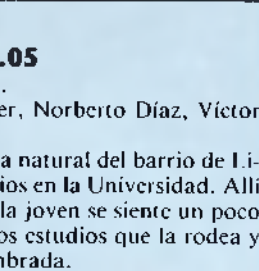 .05
.
er, Norberto Díaz, Víctor
a natural del barrio de Li-
ios en la Universidad. Allí
la joven se siente un poco
os estudios que la rodea y
mbrada.